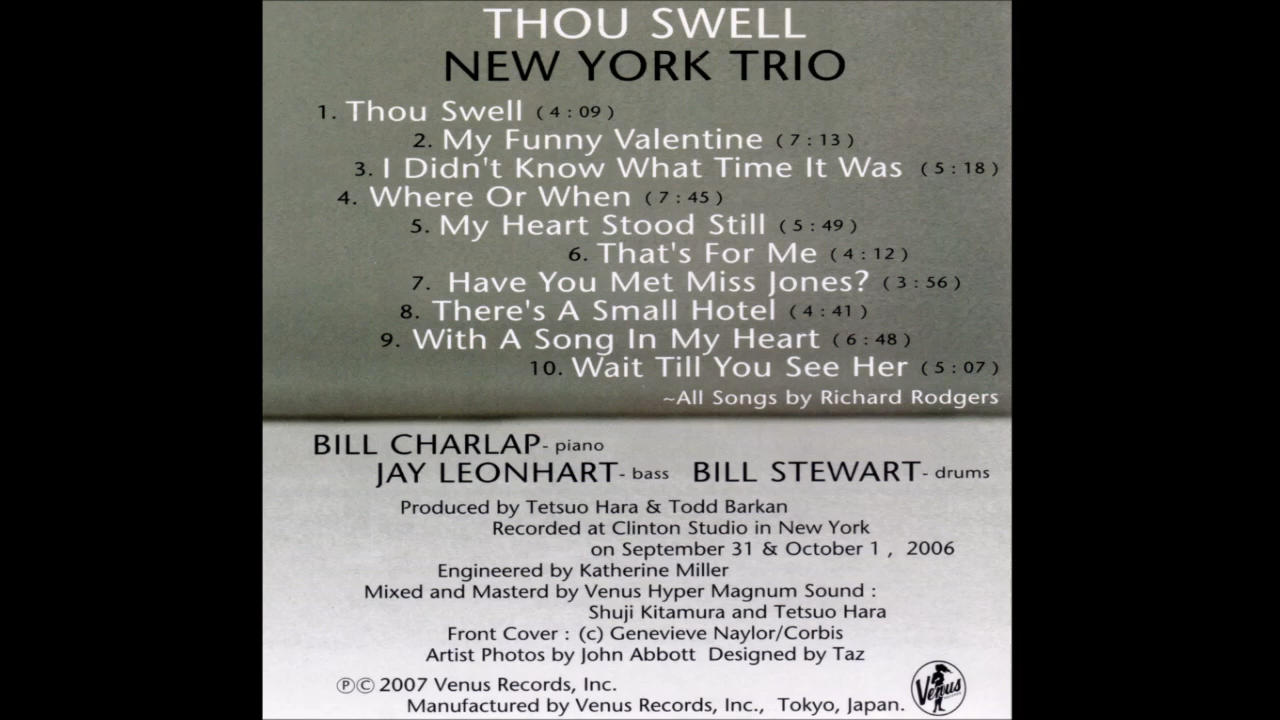 THOU SWELL
NEW YORK TRIO
1. Thou Swell ( 4 : 09 )
2. My Funny Valentine ( 7 : 13 )
3. I Didn't Know What Time It Was ( 5 : 18 )
4. Where Or When ( 7 : 45 )
5. My Heart Stood Still ( 5 : 49 )
6. That's For Me ( 4 : 12 )
7. Have You Met Miss Jones? ( 3 : 56 )
8. There's A Small Hotel ( 4 : 41 )
9. With A Song In My Heart ( 6 : 48 )
10. Wait Till You See Her ( 5 : 07 )
~All Songs by Richard Rodgers
BILL CHARLAP- piano
JAY LEONHART- bass BILL STEWART- drums
Produced by Tetsuo Hara & Todd Barkan
Recorded at Clinton Studio in New York
on September 31 & October 1 , 2006
Engineered by Katherine Miller
Mixed and Masterd by Venus Hyper Magnum Sound :
Shuji Kitamura and Tetsuo Hara
Front Cover : (c) Genevieve Naylor/Corbis
Artist Photos by John Abbott Designed by Taz
℗© 2007 Venus Records, Inc.
Manufactured by Venus Records, Inc., Tokyo, Japan.
Venus